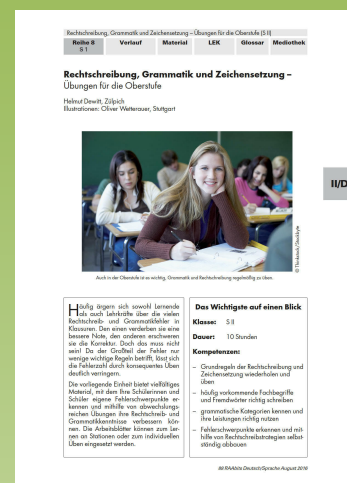 Rechtschreibung, Grammatik und Zeichensetzung – Übungen für die Oberstufe (S II)
Reihe 8 Verlauf Material LEK Glossar Mediothek
S 1
Rechtschreibung, Grammatik und Zeichensetzung –
Übungen für die Oberstufe
Helmut Dewitt, Zülpich
Illustrationen: Oliver Wetterauer, Stuttgart
II/D
© Thinkstock/Stockbyte
Auch in der Oberstufe ist es wichtig, Grammatik und Rechtschreibung regelmäßig zu üben.
Häufig ärgern sich sowohl Lernende
als auch Lehrkräfte über die vielen
Rechtschreib- und Grammatikfehler in
Klausuren. Den einen verderben sie eine
bessere Note, den anderen erschweren
sie die Korrektur. Doch das muss nicht
sein! Da der Großteil der Fehler nur
wenige wichtige Regeln betrifft, lässt sich
die Fehlerzahl durch konsequentes Üben
deutlich verringern.
Die vorliegende Einheit bietet vielfältiges
Material, mit dem Ihre Schülerinnen und
Schüler eigene Fehlerschwerpunkte er-
kennen und mithilfe von abwechslungs-
reichen Übungen ihre Rechtschreib- und
Grammatikkenntnisse verbessern kön-
nen. Die Arbeitsblätter können zum Ler-
nen an Stationen oder zum individuellen
Üben eingesetzt werden.
Das Wichtigste auf einen Blick
Klasse: S II
Dauer: 10 Stunden
Kompetenzen:
– Grundregeln der Rechtschreibung und
Zeichensetzung wiederholen und
üben
– häufig vorkommende Fachbegriffe
und Fremdwörter richtig schreiben
– grammatische Kategorien kennen und
ihre Leistungen richtig nutzen
– Fehlerschwerpunkte erkennen und mit-
hilfe von Rechtschreibstrategien selbst-
ständig abbauen
88 RAAbits Deutsch/Sprache August 2016